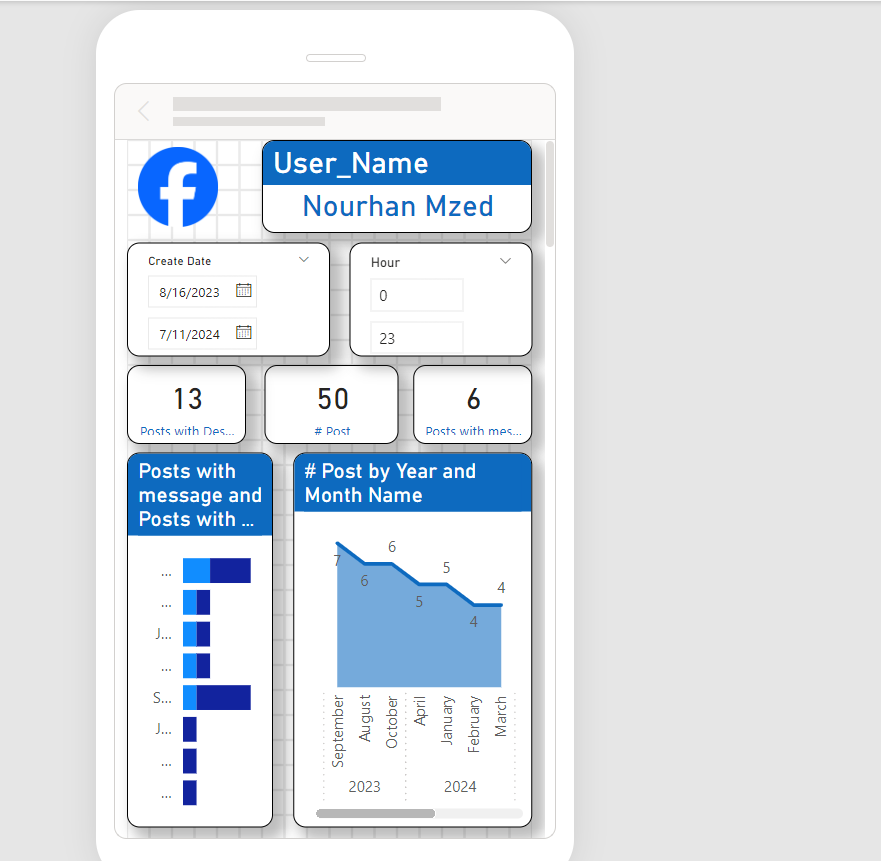 User_Name
Nourhan Mzed
Create Date
8/16/2023
7/11/2024
Hour
0
23
13
Posts with Des...
50
# Post
6
Posts with mes...
Posts with
message and
Posts with ...
...
...
J...
...
S...
J...
...
...
# Post by Year and
Month Name
7
6
6
5
5
4
4
September
August
October
April
January
February
March
2023
2024